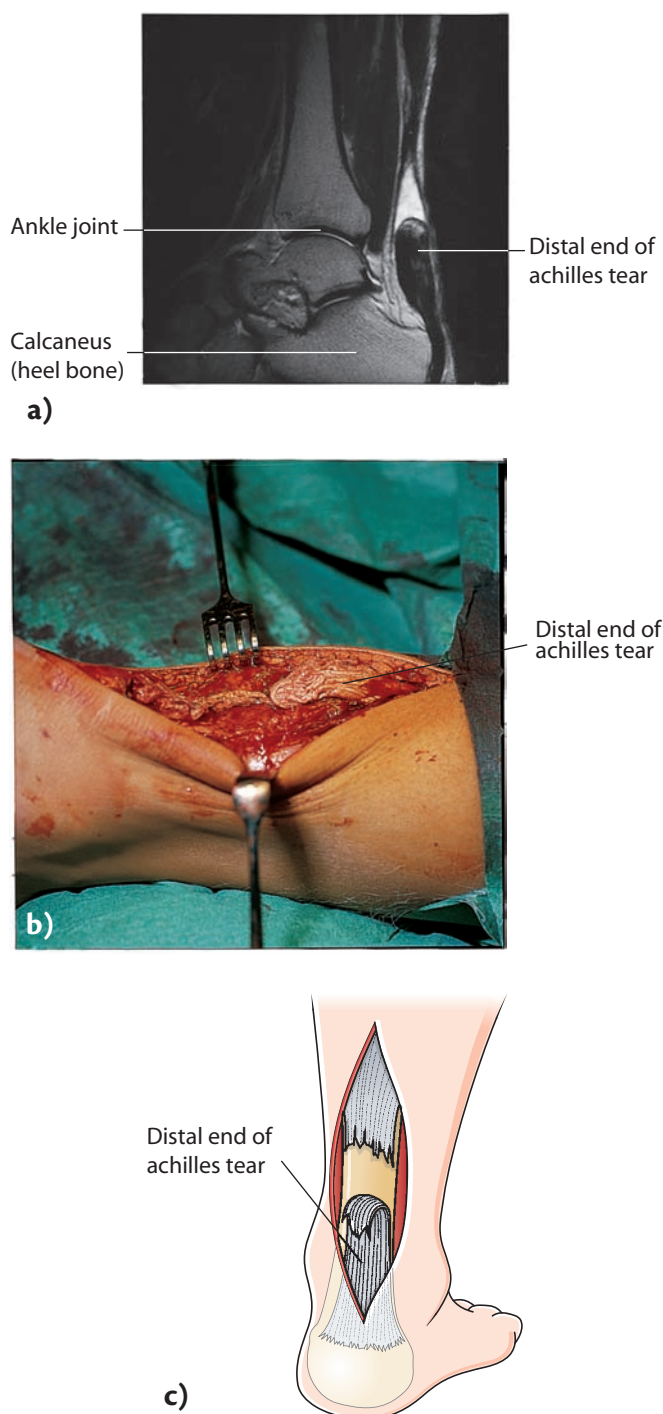 Ankle joint
Distal end of
achilles tear
Calcaneus
(heel bone)
a)
Distal end of
achilles tear
b)
Distal end of
achilles tear
c)